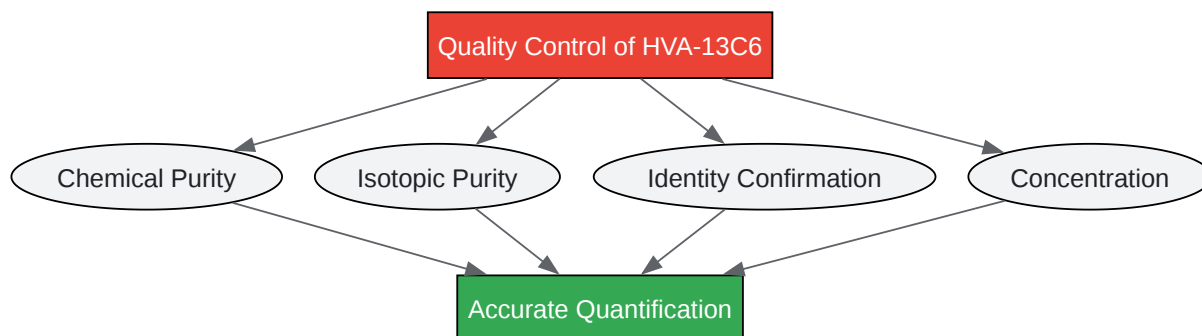 Quality Control of HVA-13C6
Chemical Purity
Isotopic Purity
Identity Confirmation
Concentration
Accurate Quantification